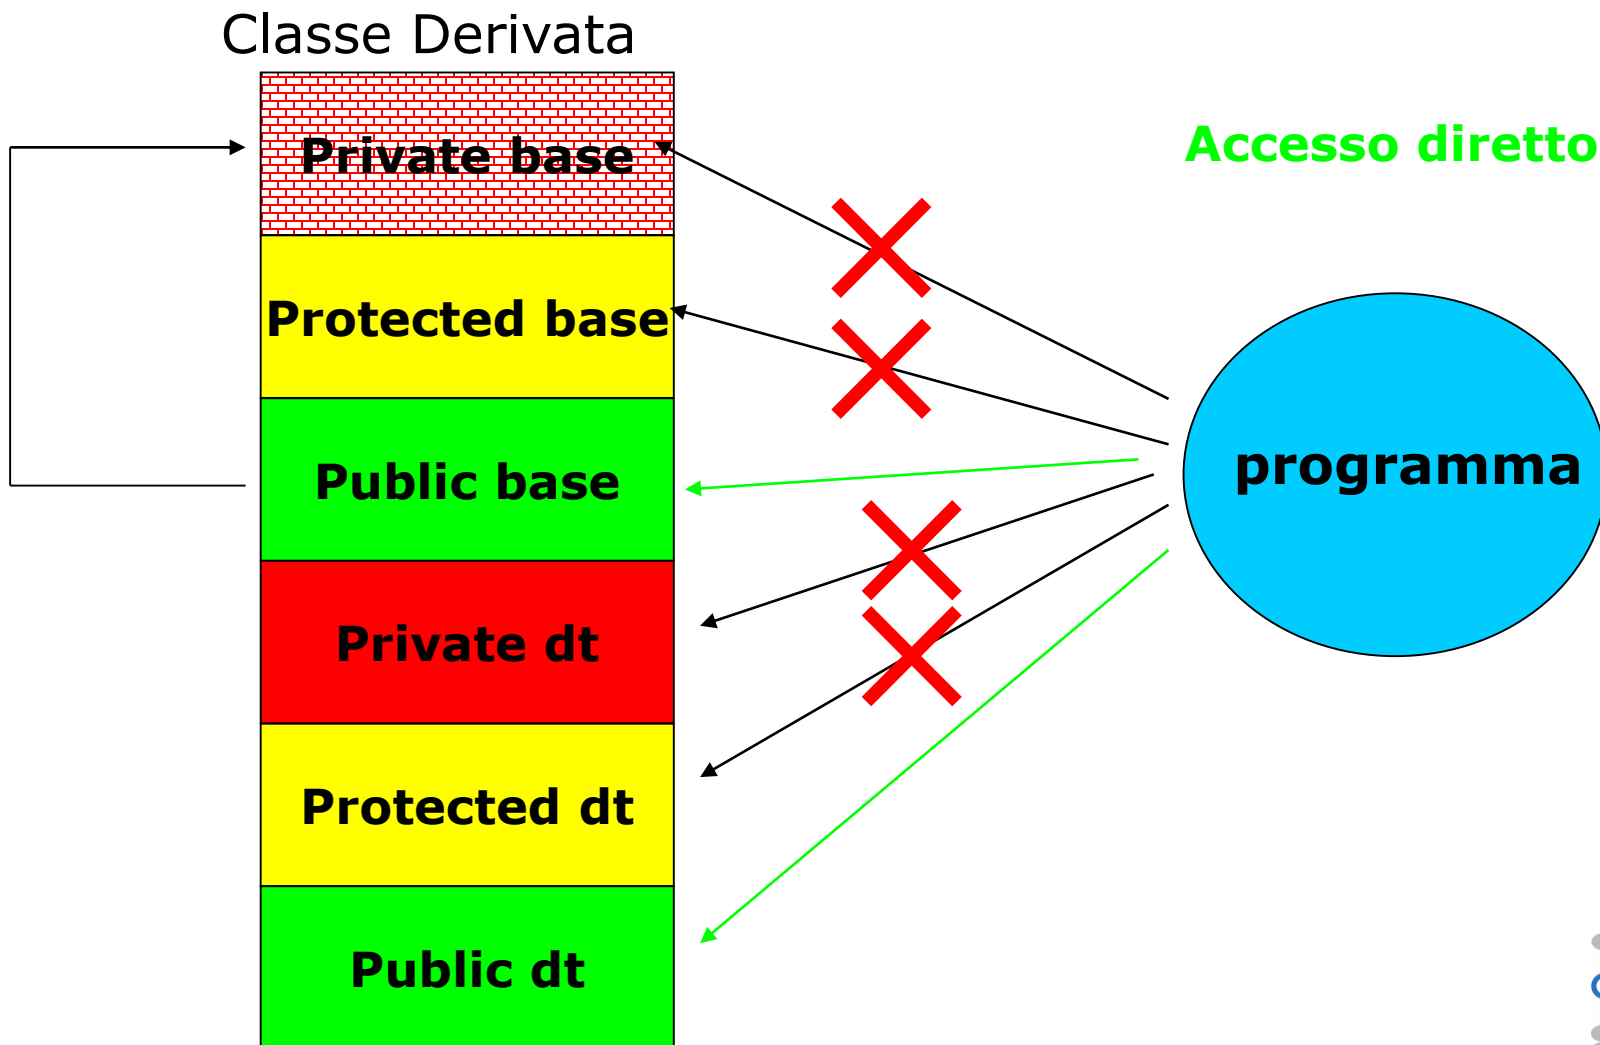 Classe Derivata
Private base
Accesso diretto
Protected base
Public base
programma
Private dt
Protected dt
Public dt